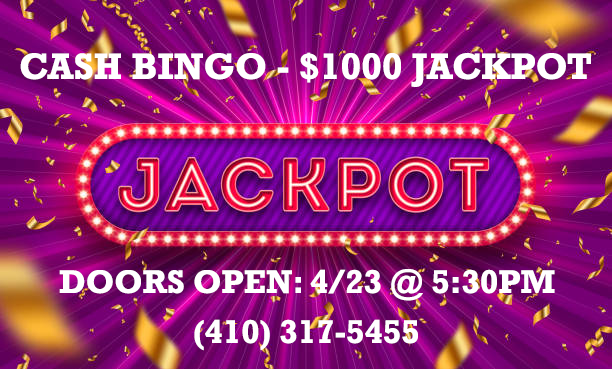 CASH BINGO - $1000 JACKPOT
JACKPOT
DOORS OPEN: 4/23 @ 5:30PM
(410) 317-5455